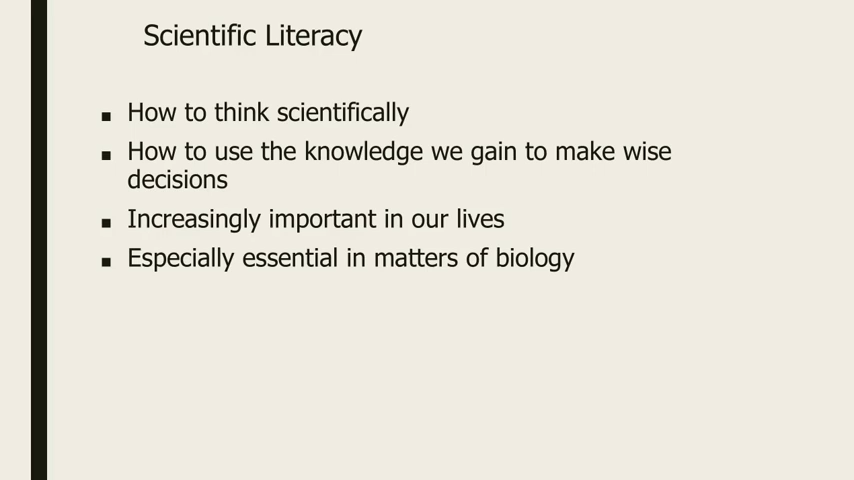 Scientific Literacy
■ How to think scientifically
■ How to use the knowledge we gain to make wise
decisions
■ Increasingly important in our lives
■ Especially essential in matters of biology